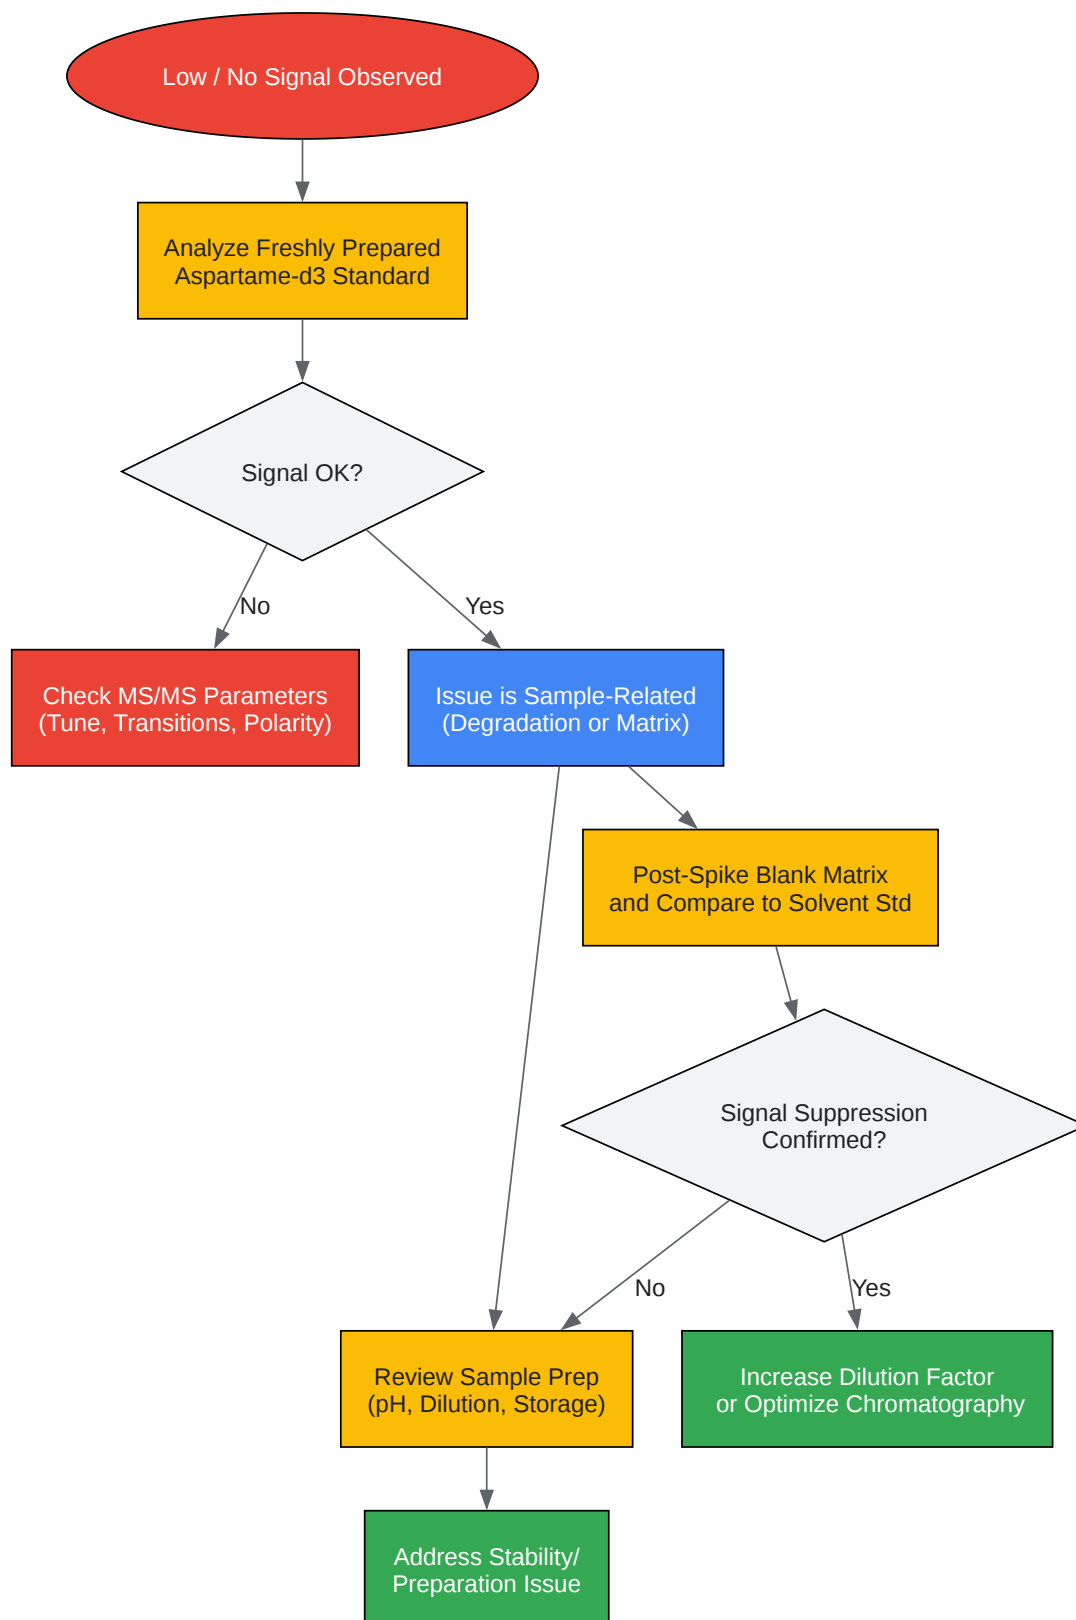 Low / No Signal Observed
Analyze Freshly Prepared
Aspartame-d3 Standard
Signal OK?
No
Yes
Check MS/MS Parameters
(Tune, Transitions, Polarity)
Issue is Sample-Related
(Degradation or Matrix)
Post-Spike Blank Matrix
and Compare to Solvent Std
Signal Suppression
Confirmed?
No
Yes
Review Sample Prep
(pH, Dilution, Storage)
Increase Dilution Factor
or Optimize Chromatography
Address Stability/
Preparation Issue